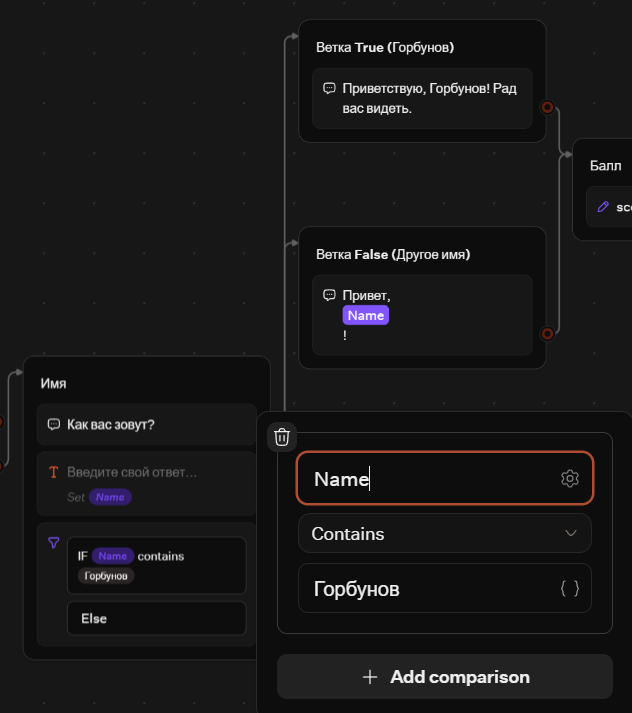 Ветка True (Горбунов)
Приветствую, Горбунов! Рад
вас видеть.
Балл
Ветка False (Другое имя)
Привет,
Name
!
Имя
Как вас зовут?
Введите свой ответ...
Set Name
IF Name contains
Горбунов
Else
Name
Contains
Горбунов
{ }
+ Add comparison